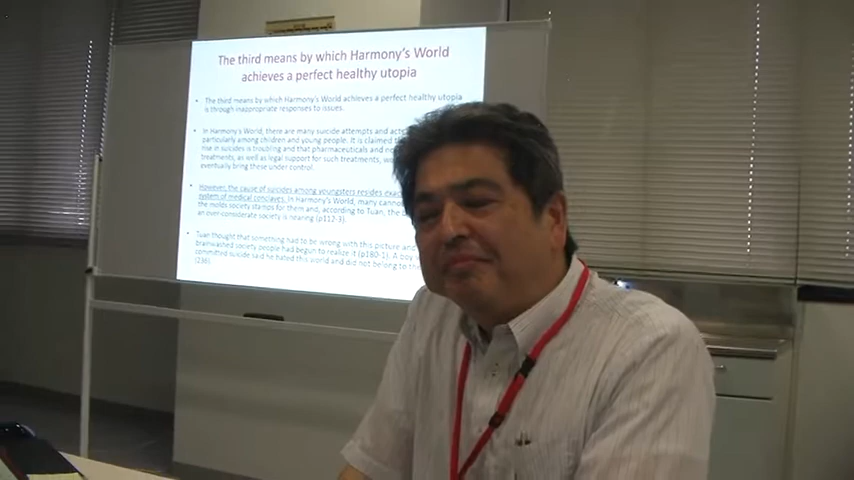 The third means by which Harmony's World
achieves a perfect healthy utopia
• The third means by which Harmony's World achieves a perfect healthy utopia
is through inappropriate responses to issues.
• In Harmony's World, there are many suicide attempts and acts
particularly among children and young people. It is claimed
rise in suicides is troubling and that pharmaceuticals and
treatments, as well as legal support for such treatments,
eventually bring these under control.
• However, the cause of suicides among youngsters resides
system of medical conclaves. In Harmony's World, many
the molds society stamps for them and, according to Tuan, the
an over-considerate society is nearing (p112-3).
• Tuan thought that something had to be wrong with this picture and
brainwashed society people had begun to realize it (p180-1). A
committed suicide said he hated this world and did not belong to
(238)